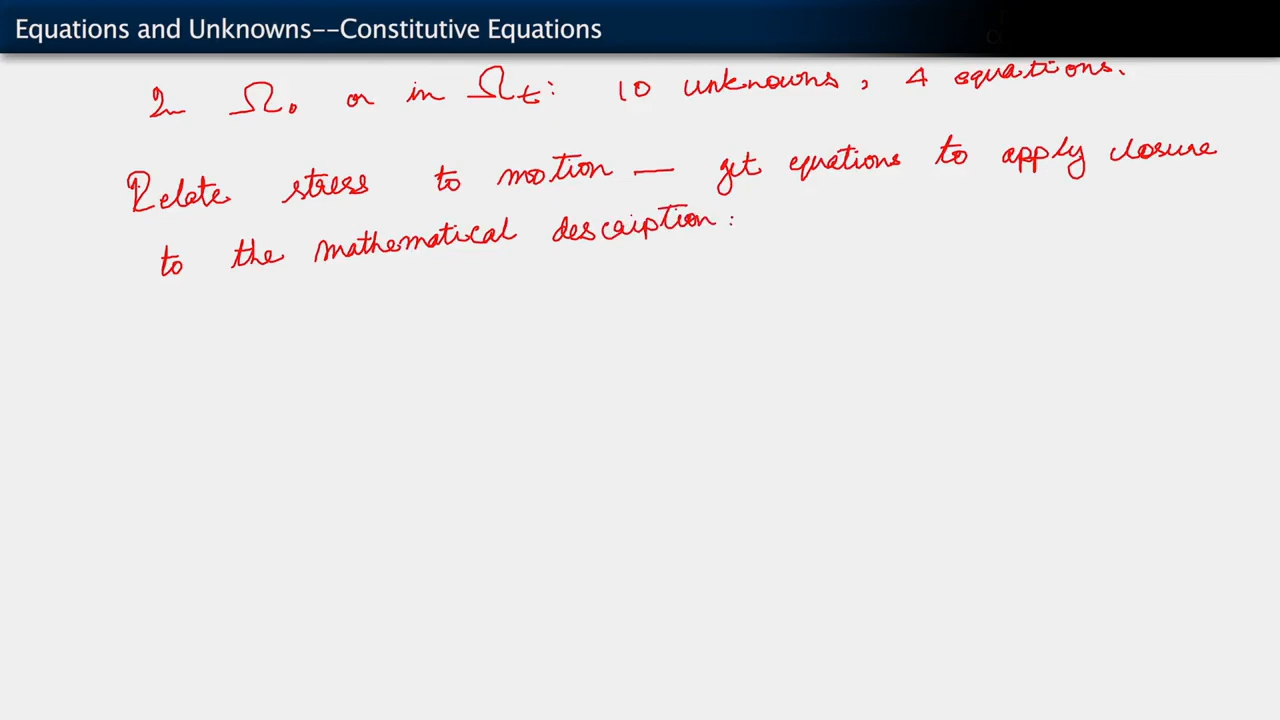 Equations and Unknowns--Constitutive Equations
In Ω₀ or in Ωₜ: 10 unknowns, 4 equations.
Relate stress to motion — get equations to apply closure
to the mathematical description: